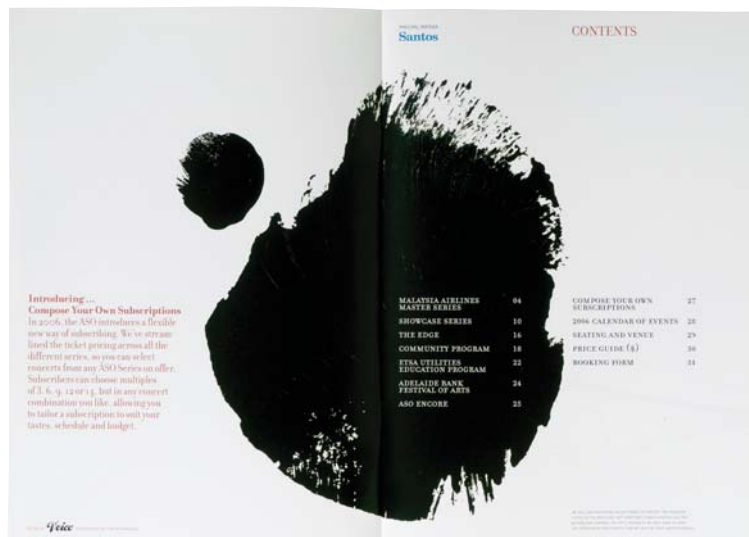 Introducing ...
Compose Your Own Subscriptions
In 2006, the ASO introduces a flexible
new way of subscribing. We've stream
lined the ticket pricing across all the
different series, so you can select
concerts from any ASO Series on offer.
Subscribers can choose multiples
of 3, 6, 9, 12 or 14, but in any concert
combination you like, allowing you
to tailor a subscription to suit your
tastes, schedule and budget.
Voice
Santos
MALAYSIA AIRLINES 04
MASTER SERIES
SHOWCASE SERIES 10
THE EDGE 16
COMMUNITY PROGRAM 18
ETSA UTILITIES 22
EDUCATION PROGRAM
ADELAIDE BANK 24
FESTIVAL OF ARTS
ASO ENCORE 25
CONTENTS
COMPOSE YOUR OWN 27
SUBSCRIPTIONS
2006 CALENDAR OF EVENTS 28
SEATING AND VENUE 29
PRICE GUIDE ($) 30
BOOKING FORM 31